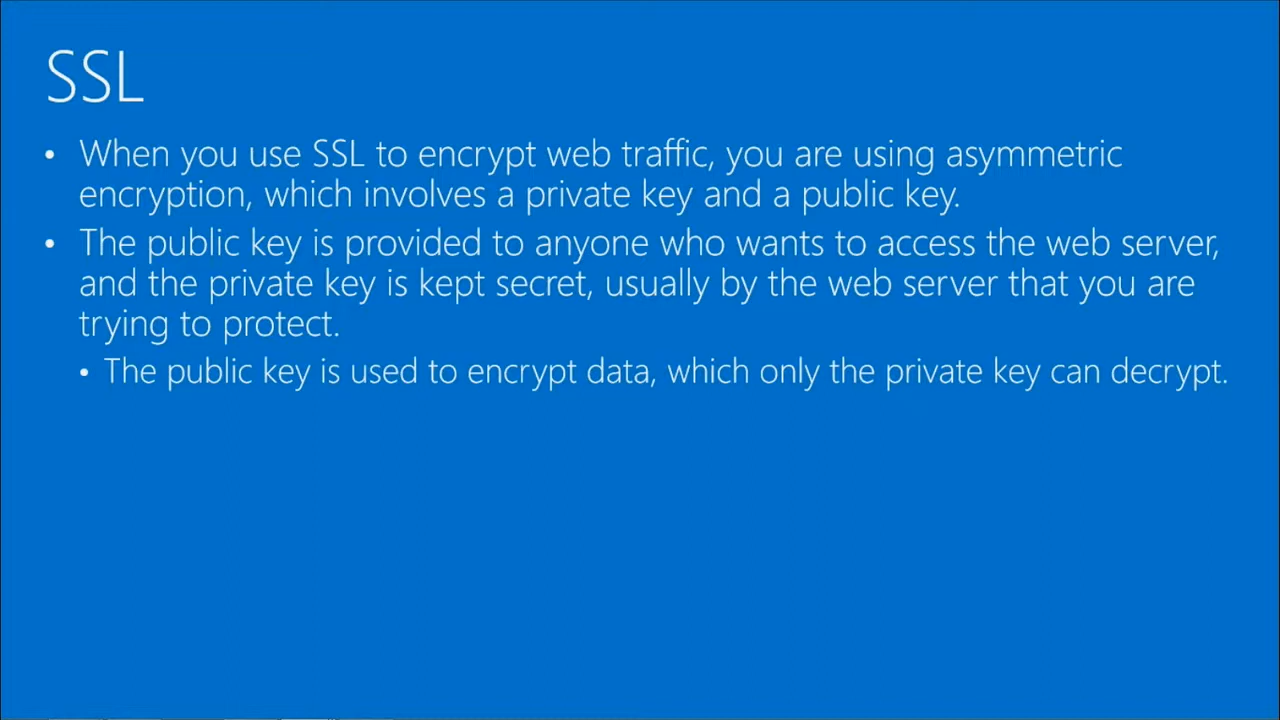 SSL
• When you use SSL to encrypt web traffic, you are using asymmetric
encryption, which involves a private key and a public key.
• The public key is provided to anyone who wants to access the web server,
and the private key is kept secret, usually by the web server that you are
trying to protect.
• The public key is used to encrypt data, which only the private key can decrypt.